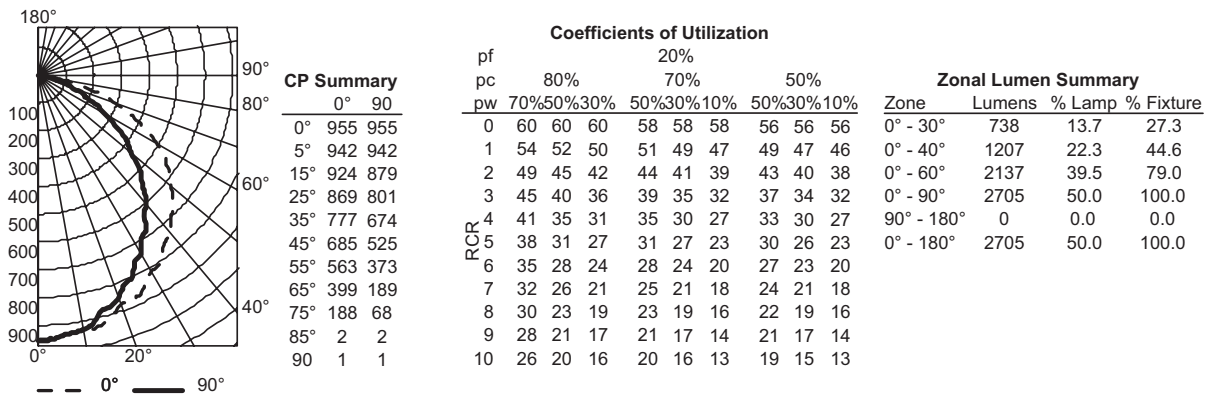 180°
90°
80°
60°
40°
100
200
300
400
500
600
700
800
900
0° 20°
0° 90°
CP Summary
0° 90
0° 955 955
5° 942 942
15° 924 879
25° 869 801
35° 777 674
45° 685 525
55° 563 373
65° 399 189
75° 188 68
85° 2 2
90 1 1
Coefficients of Utilization
pf 20%
pc 80% 70% 50%
pw 70%50%30% 50%30%10% 50%30%10%
RCR
0 60 60 60 58 58 58 56 56 56
1 54 52 50 51 49 47 49 47 46
2 49 45 42 44 41 39 43 40 38
3 45 40 36 39 35 32 37 34 32
4 41 35 31 35 30 27 33 30 27
5 38 31 27 31 27 23 30 26 23
6 35 28 24 28 24 20 27 23 20
7 32 26 21 25 21 18 24 21 18
8 30 23 19 23 19 16 22 19 16
9 28 21 17 21 17 14 21 17 14
10 26 20 16 20 16 13 19 15 13
Zonal Lumen Summary
Zone Lumens % Lamp % Fixture
0° - 30° 738 13.7 27.3
0° - 40° 1207 22.3 44.6
0° - 60° 2137 39.5 79.0
0° - 90° 2705 50.0 100.0
90° - 180° 0 0.0 0.0
0° - 180° 2705 50.0 100.0